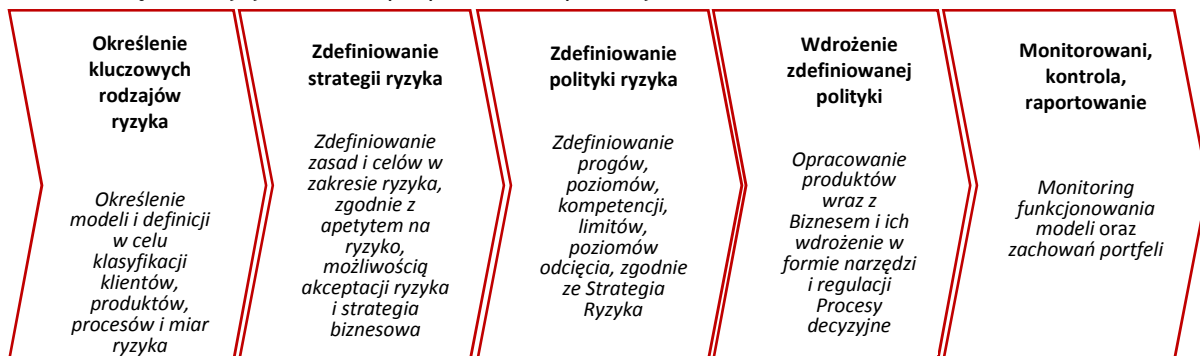 Określenie
kluczowych
rodzajów
ryzyka
Określenie
modeli i definicji
w celu
klasyfikacji
klientów,
produktów,
procesów i miar
ryzyka
Zdefiniowanie
strategii ryzyka
Zdefiniowanie
zasad i celów w
zakresie ryzyka,
zgodnie z
apetytem na
ryzyko,
możliwością
akceptacji ryzyka
i strategia
biznesowa
Zdefiniowanie
polityki ryzyka
Zdefiniowanie
progów,
poziomów,
kompetencji,
limitów,
poziomów
odcięcia, zgodnie
ze Strategia
Ryzyka
Wdrożenie
zdefiniowanej
polityki
Opracowanie
produktów
wraz z
Biznesem i ich
wdrożenie w
formie narzędzi
i regulacji
Procesy
decyzyjne
Monitorowani,
kontrola,
raportowanie
Monitoring
funkcjonowania
modeli oraz
zachowań portfeli